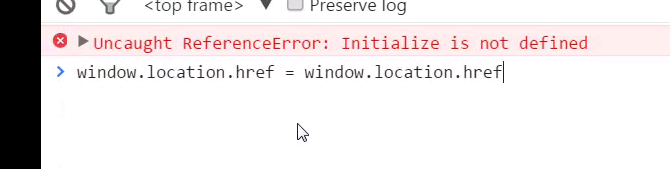 <top frame> Preserve log
Uncaught ReferenceError: Initialize is not defined
window.location.href = window.location.href